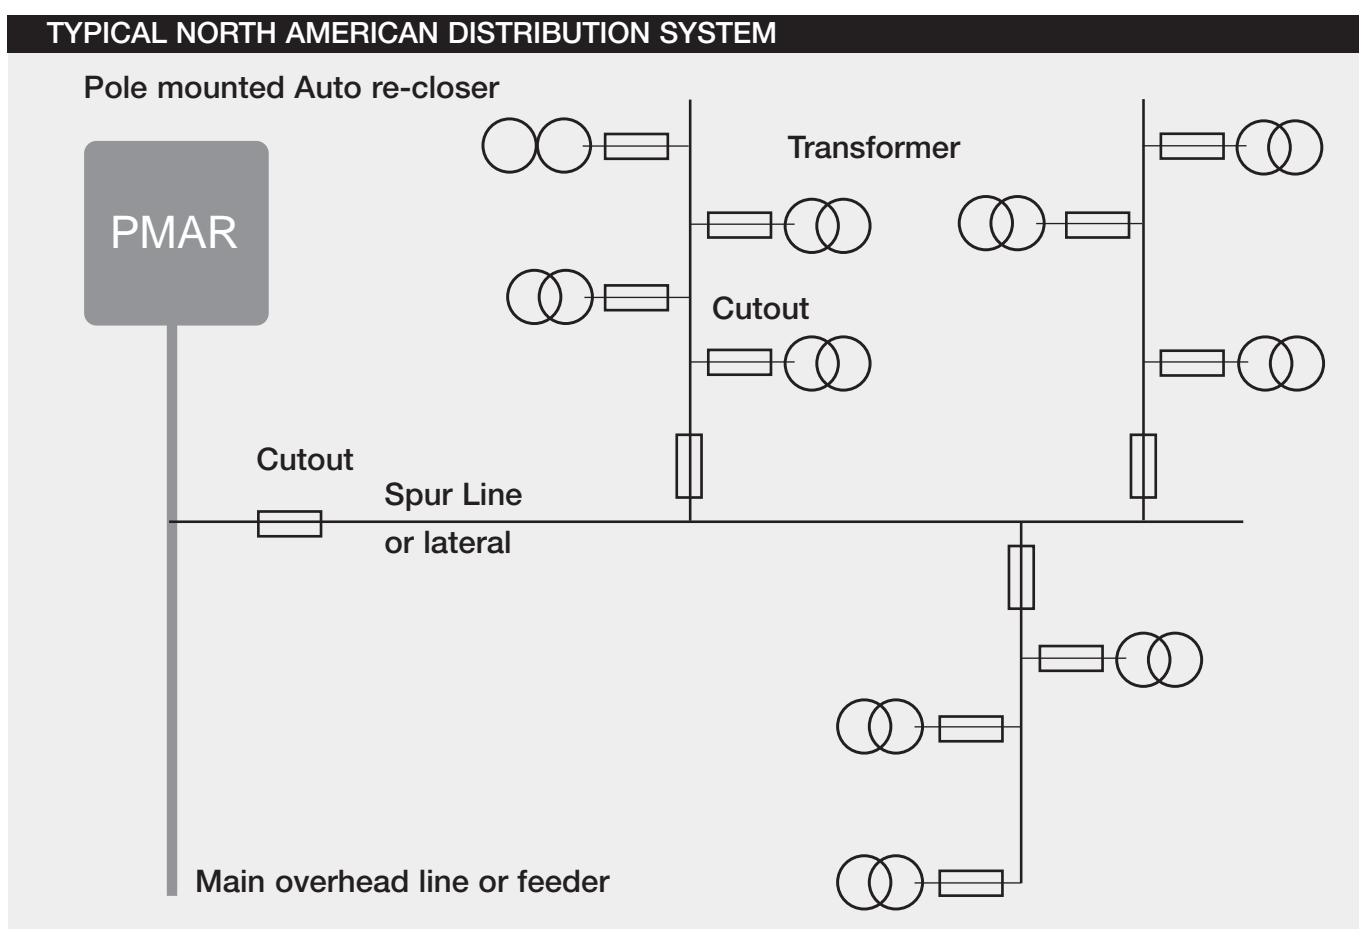 TYPICAL NORTH AMERICAN DISTRIBUTION SYSTEM
Pole mounted Auto re-closer
PMAR
Transformer
Cutout
Cutout
Spur Line
or lateral
Main overhead line or feeder